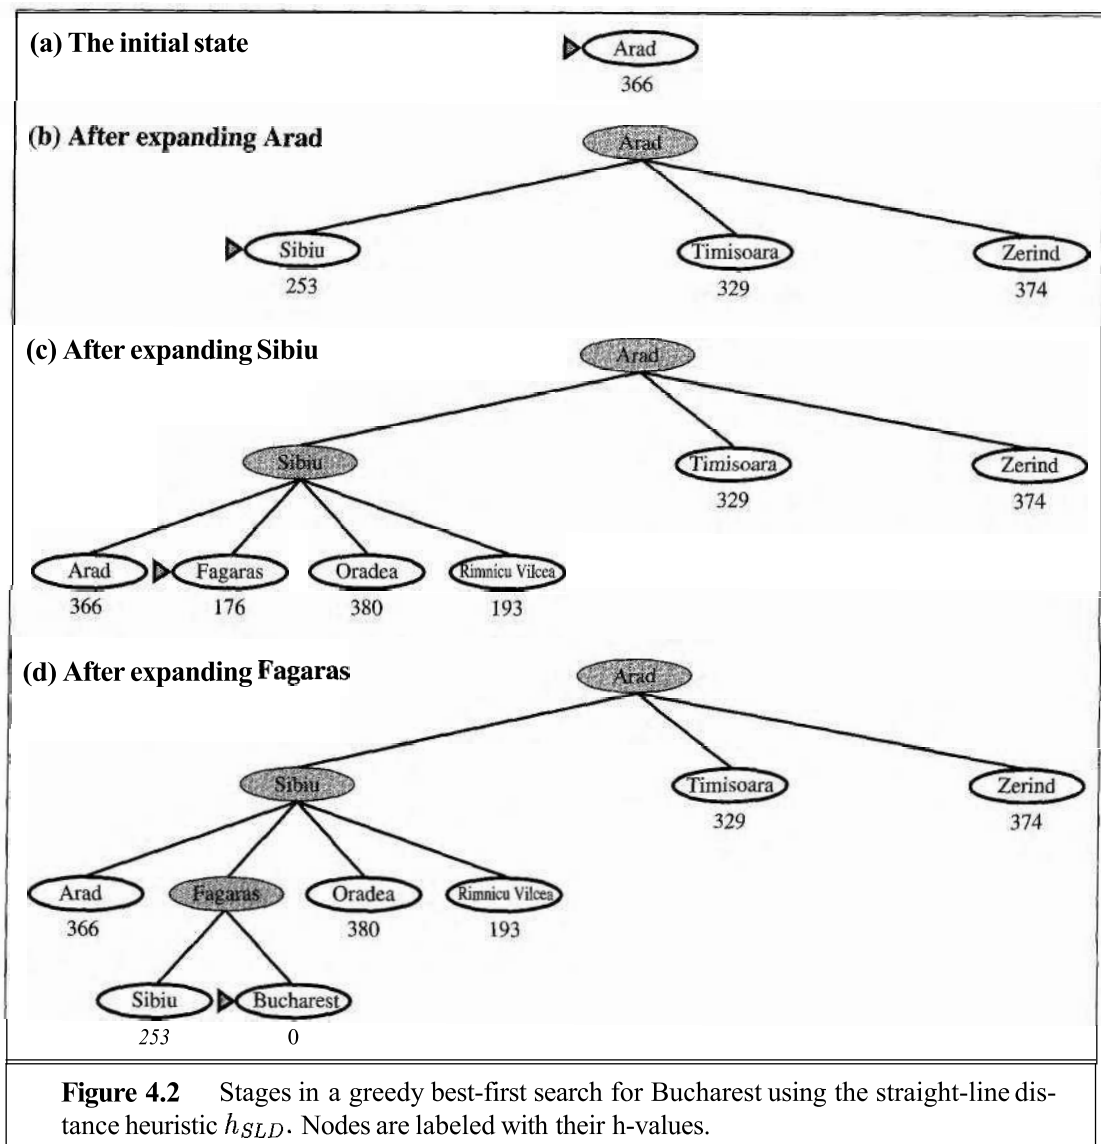 (a) The initial state
Arad
366
(b) After expanding Arad
Arad
Sibiu
Timisoara
Zerind
253
329
374
(c) After expanding Sibiu
Arad
Sibiu
Timisoara
Zerind
329
374
Arad
Fagaras
Oradea
Rimnicu Vilcea
366
176
380
193
(d) After expanding Fagaras
Arad
Sibiu
Timisoara
Zerind
329
374
Arad
Fagaras
Oradea
Rimnicu Vilcea
366
380
193
Sibiu
Bucharest
253
0
Figure 4.2 Stages in a greedy best-first search for Bucharest using the straight-line dis-
tance heuristic hSLD. Nodes are labeled with their h-values.